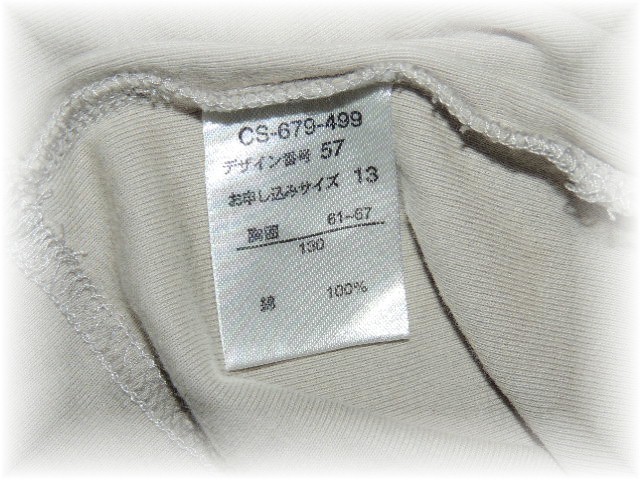 CS-679-499
デザイン番号 57
お申し込みサイズ 13
胸囲 61~67
130
綿 100%